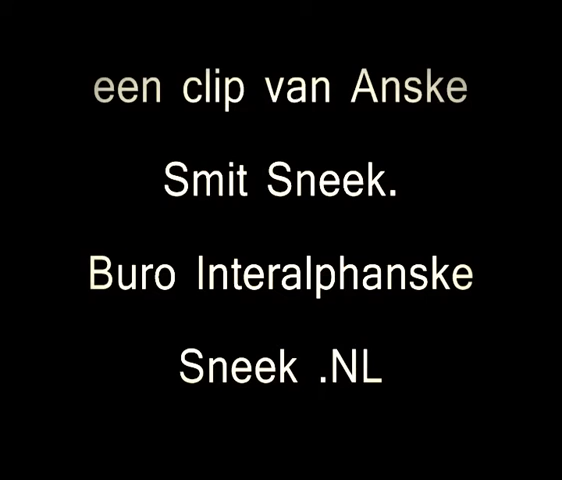 een clip van Anske
Smit Sneek.
Buro Interalphanske
Sneek .NL